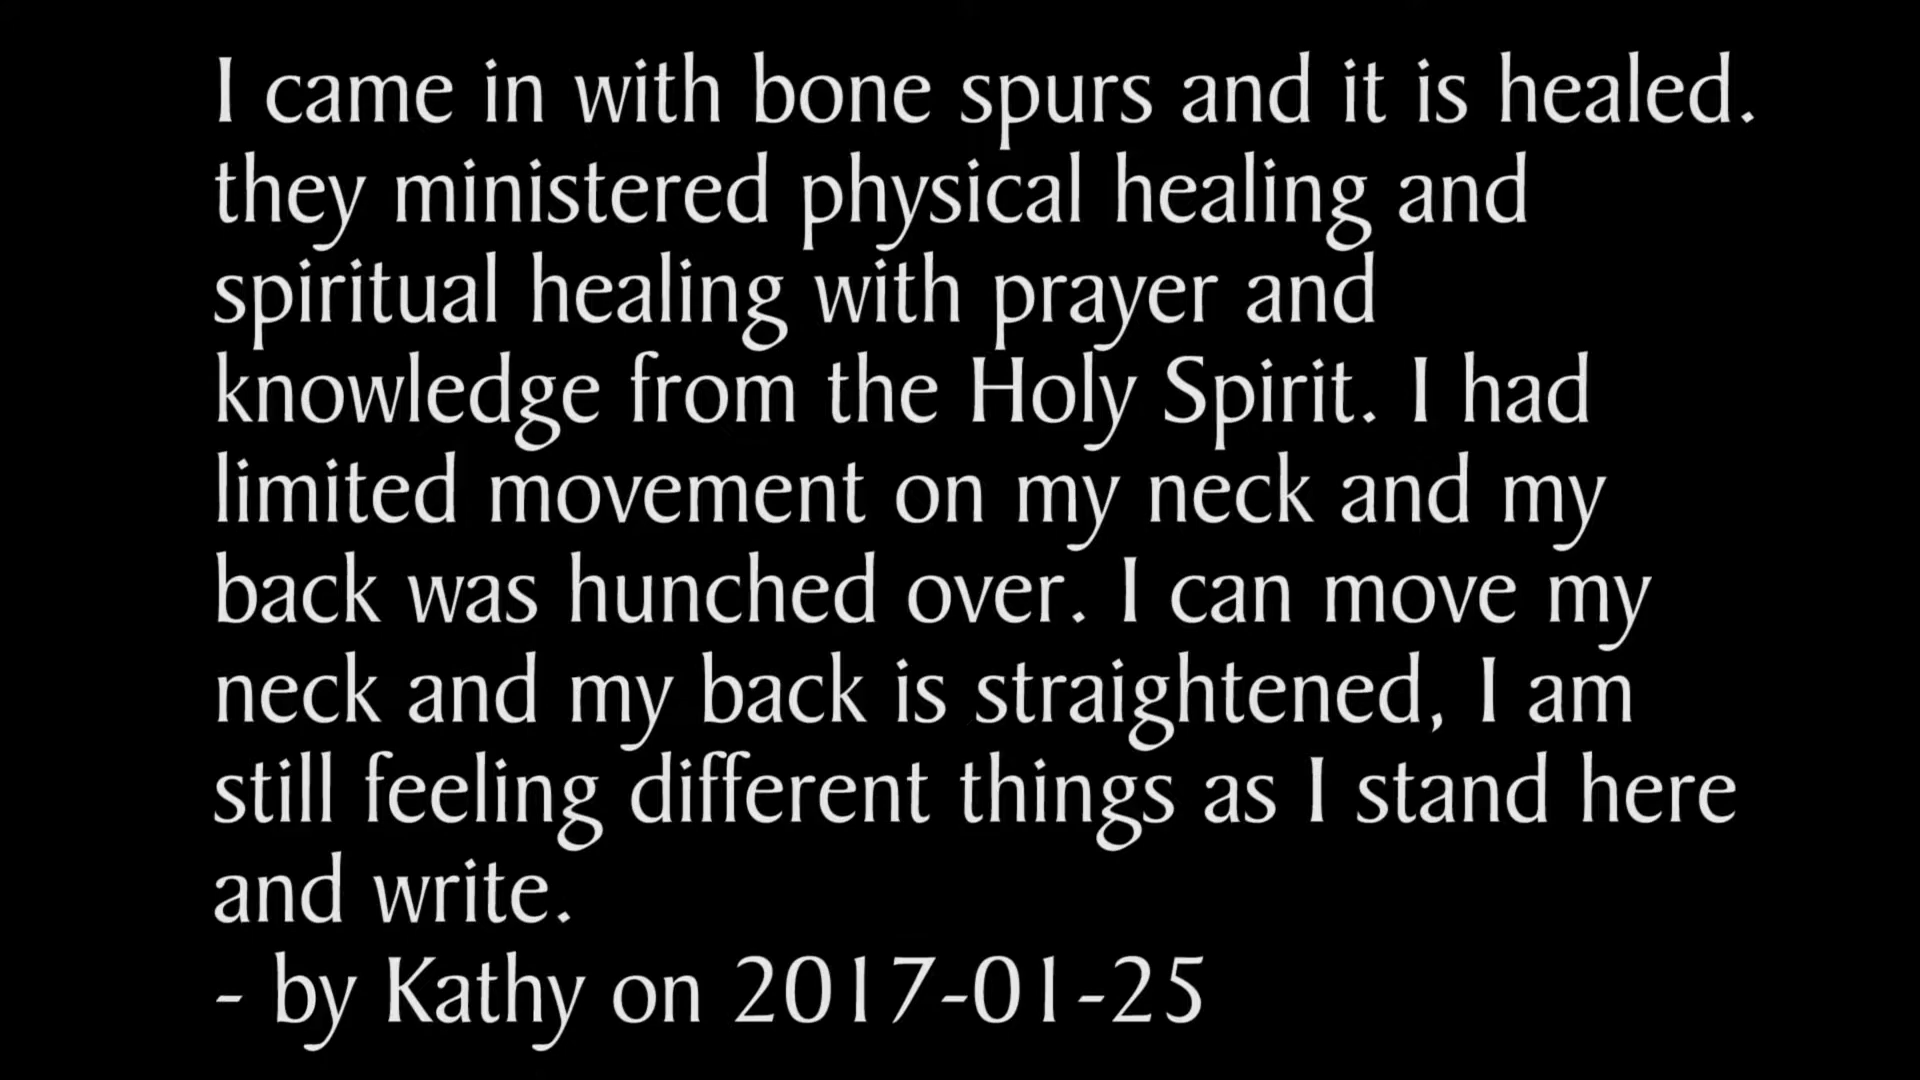 I came in with bone spurs and it is healed.
they ministered physical healing and
spiritual healing with prayer and
knowledge from the Holy Spirit. I had
limited movement on my neck and my
back was hunched over. I can move my
neck and my back is straightened, I am
still feeling different things as I stand here
and write.
- by Kathy on 2017-01-25